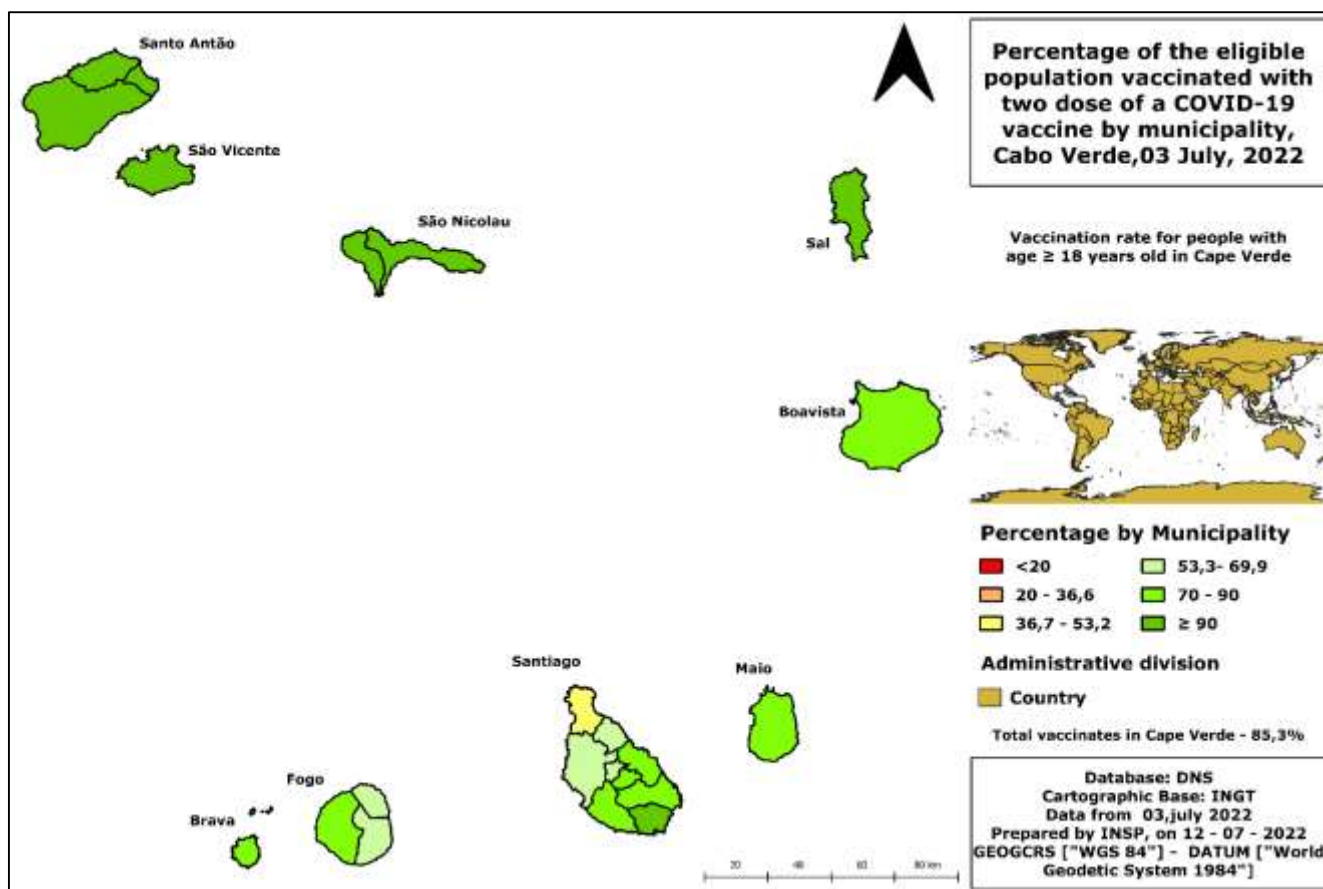 Santo Antão
São Vicente
São Nicolau
Sal
Boavista
Santiago
Maio
Fogo
Brava
20 40 60 80 km
Percentage of the eligible
population vaccinated with
two dose of a COVID-19
vaccine by municipality,
Cabo Verde,03 July, 2022
Vaccination rate for people with
age ≥ 18 years old in Cape Verde
Percentage by Municipality
<20
20 - 36,6
36,7 - 53,2
53,3- 69,9
70 - 90
≥ 90
Administrative division
Country
Total vaccinates in Cape Verde - 85,3%
Database: DNS
Cartographic Base: INGT
Data from 03,july 2022
Prepared by INSP, on 12 - 07 - 2022
GEOGCRS ["WGS 84"] - DATUM ["World
Geodetic System 1984"]